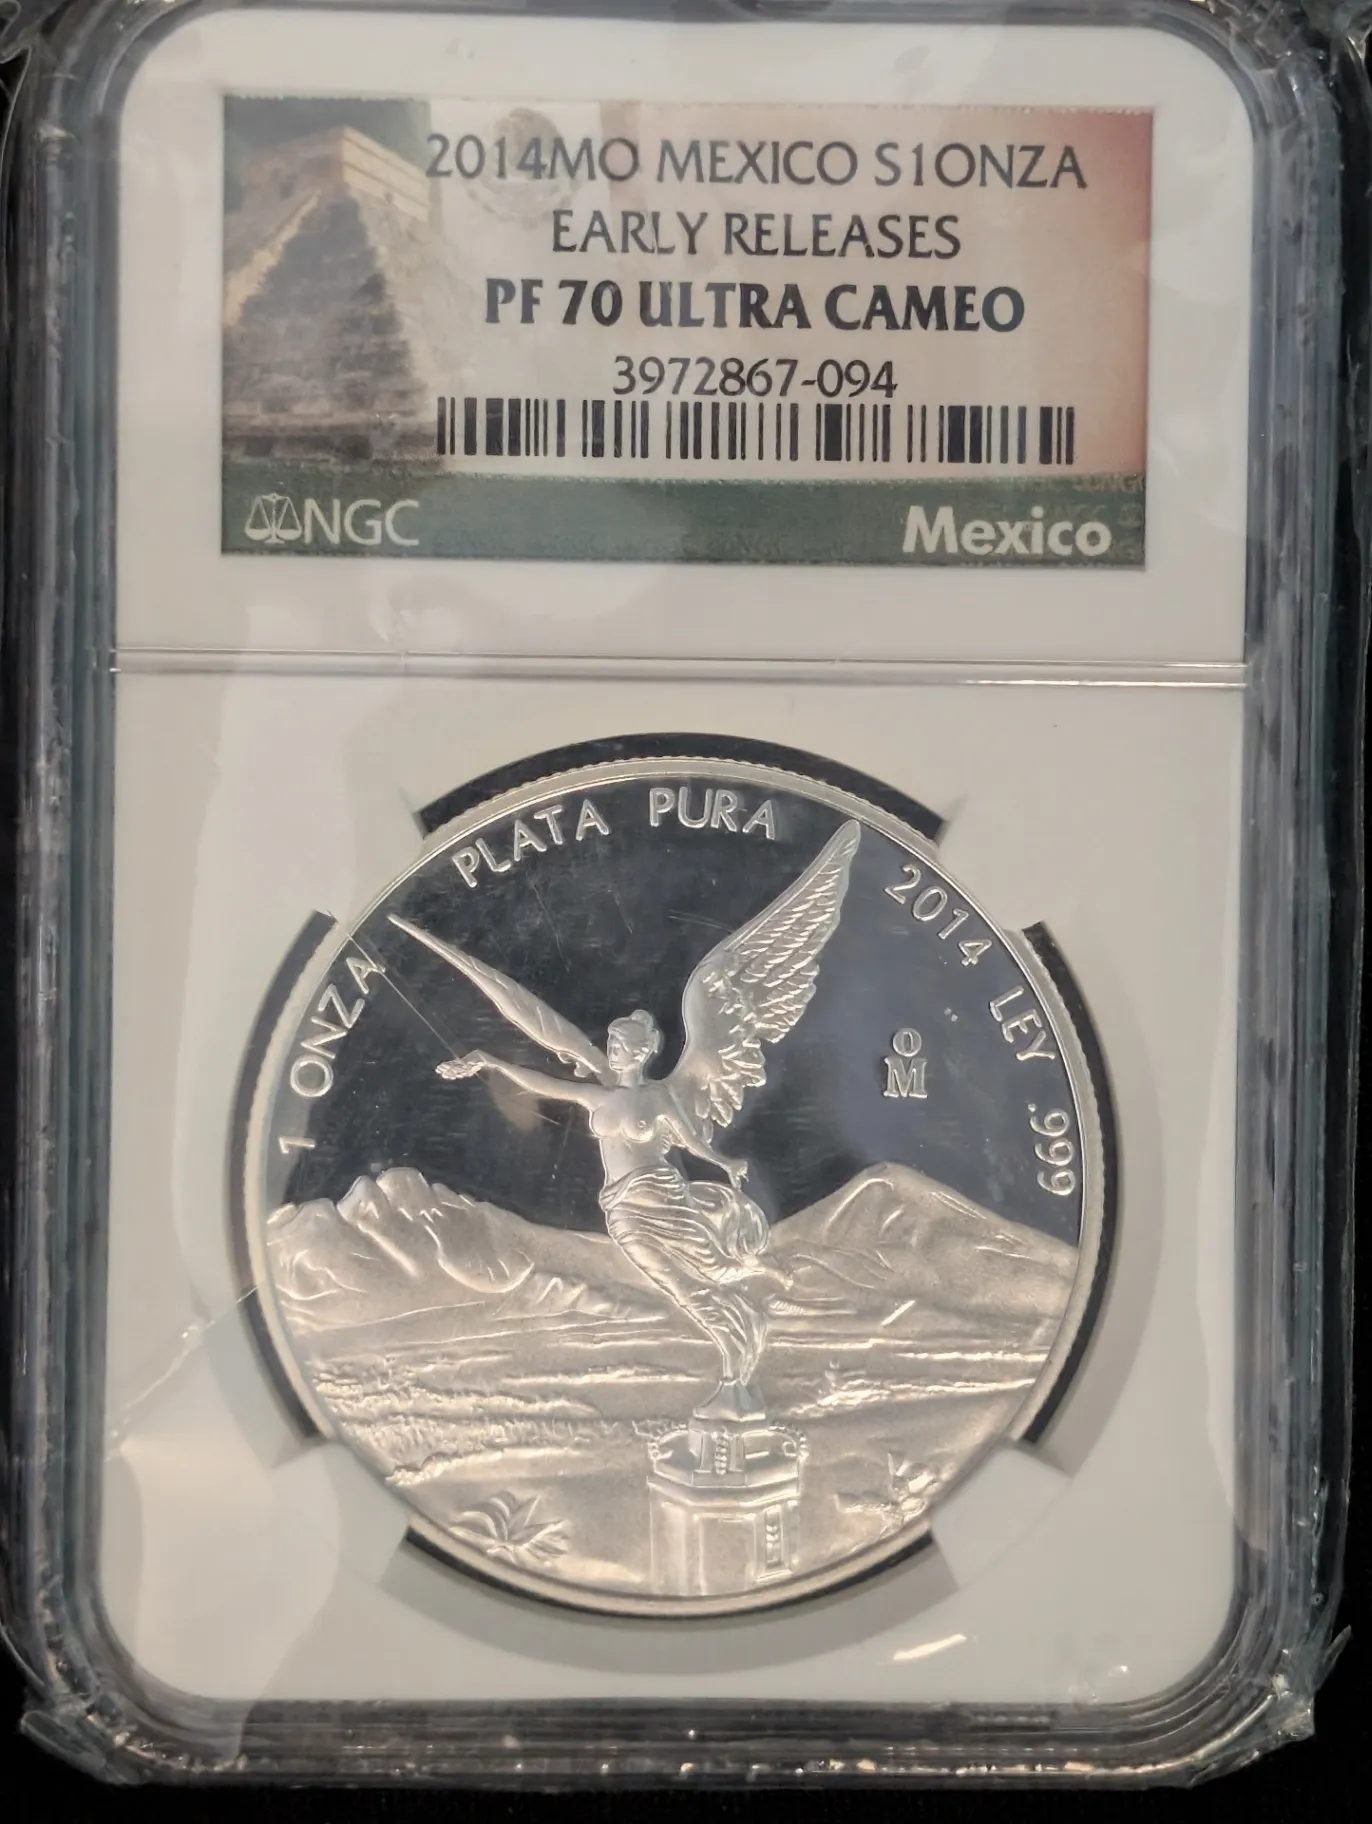 2014MO MEXICO S1ONZA
EARLY RELEASES
PF 70 ULTRA CAMEO
3972867-094
NGC
Mexico
1 ONZA PLATA PURA 2014 LEY .999
oM